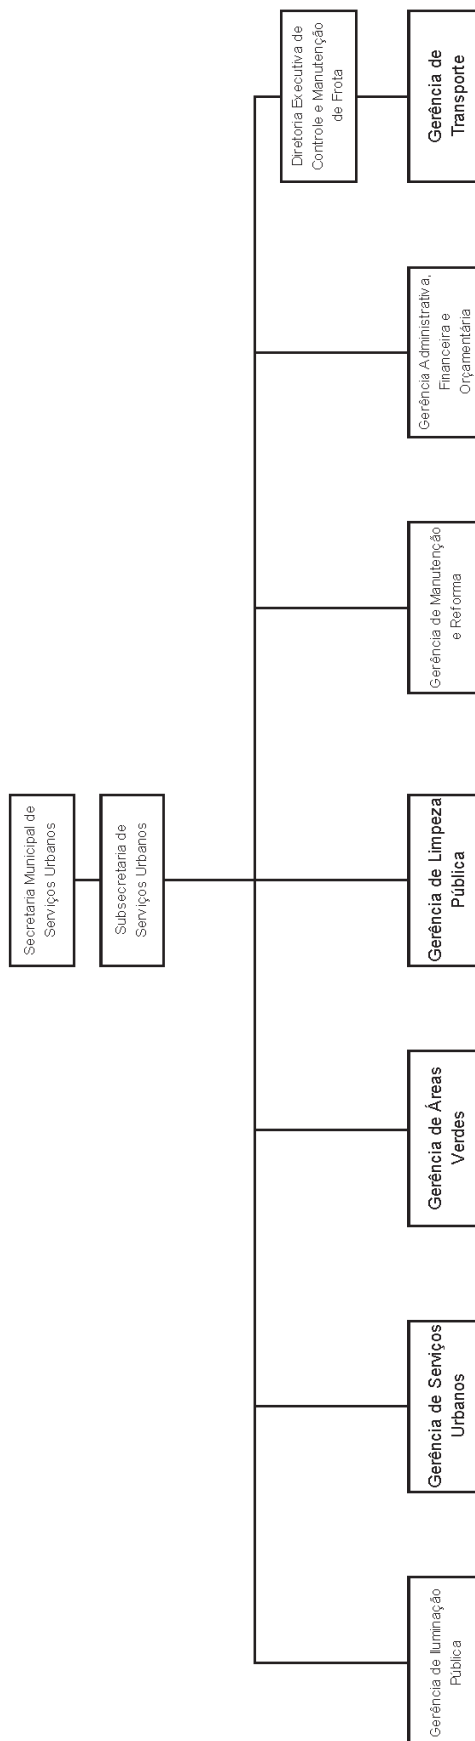 Secretaria Municipal de
Serviços Urbanos
Subsecretaria de
Serviços Urbanos
Diretoria Executiva de
Controle e Manutenção
de Frota
Gerência de Iluminação
Pública
Gerência de Serviços
Urbanos
Gerência de Áreas
Verdes
Gerência de Limpeza
Pública
Gerência de Manutenção
e Reforma
Gerência Administrativa,
Financeira e
Orçamentária
Gerência de
Transporte